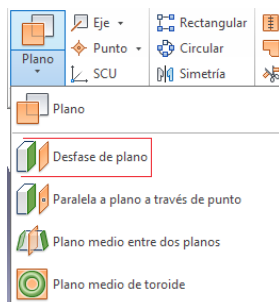 Plano
Eje
Punto
SCU
Rectangular
Circular
Simetría
Plano
Desfase de plano
Paralela a plano a través de punto
Plano medio entre dos planos
Plano medio de toroide